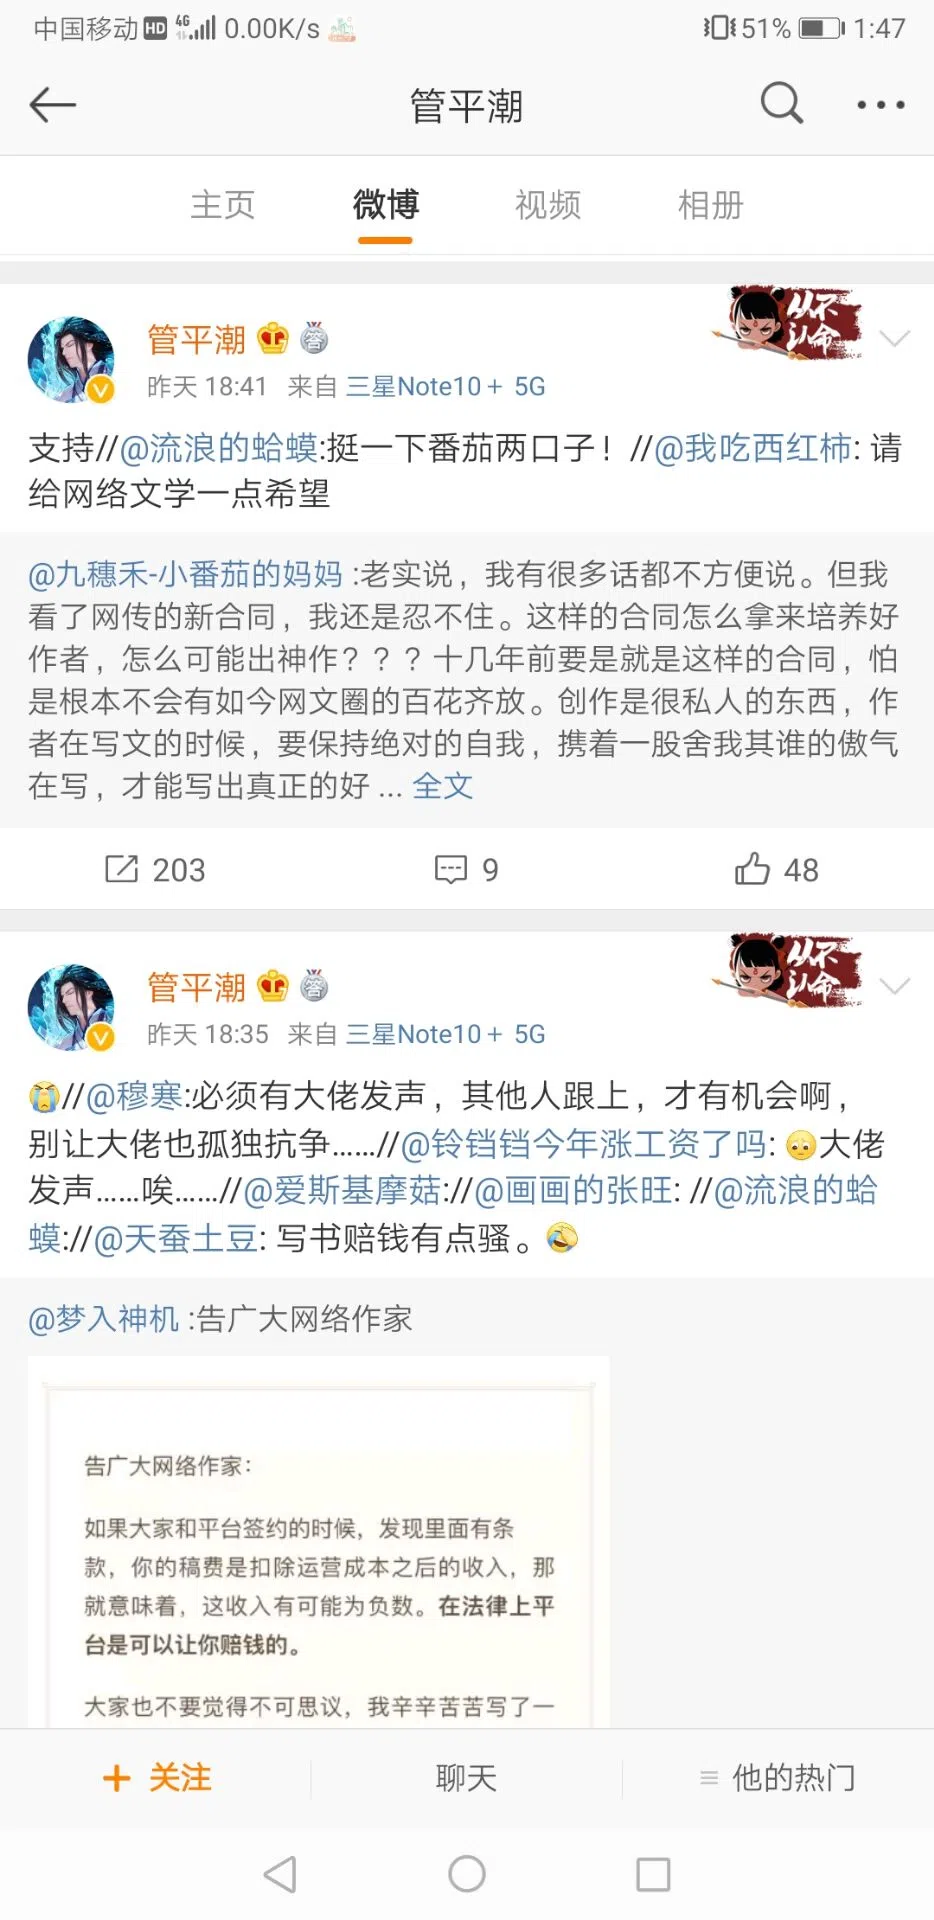 中国移动 HD 4G 0.00K/s 51% 1:47
管平潮
主页 微博 视频 相册
管平潮 答
从不认命
昨天 18:41 来自 三星Note10+ 5G
支持//@流浪的蛤蟆:挺一下番茄两口子！//@我吃西红柿: 请
给网络文学一点希望
@九穗禾-小番茄的妈妈 :老实说，我有很多话都不方便说。但我
看了网传的新合同，我还是忍不住。这样的合同怎么拿来培养好
作者，怎么可能出神作？？？十几年前要是就是这样的合同，怕
是根本不会有如今网文圈的百花齐放。创作是很私人的东西，作
者在写文的时候，要保持绝对的自我，携着一股舍我其谁的傲气
在写，才能写出真正的好 ... 全文
203 9 48
管平潮 答
从不认命
昨天 18:35 来自 三星Note10+ 5G
//@穆寒:必须有大佬发声，其他人跟上，才有机会啊，
别让大佬也孤独抗争……//@铃铛铛今年涨工资了吗: 大佬
发声……唉……//@爱斯基摩菇://@画画的张旺: //@流浪的蛤
蟆://@天蚕土豆: 写书赔钱有点骚。
@梦入神机 :告广大网络作家
告广大网络作家：
如果大家和平台签约的时候，发现里面有条
款，你的稿费是扣除运营成本之后的收入，那
就意味着，这收入有可能为负数。在法律上平
台是可以让你赔钱的。
大家也不要觉得不可思议，我辛辛苦苦写了一
+ 关注 聊天 他的热门